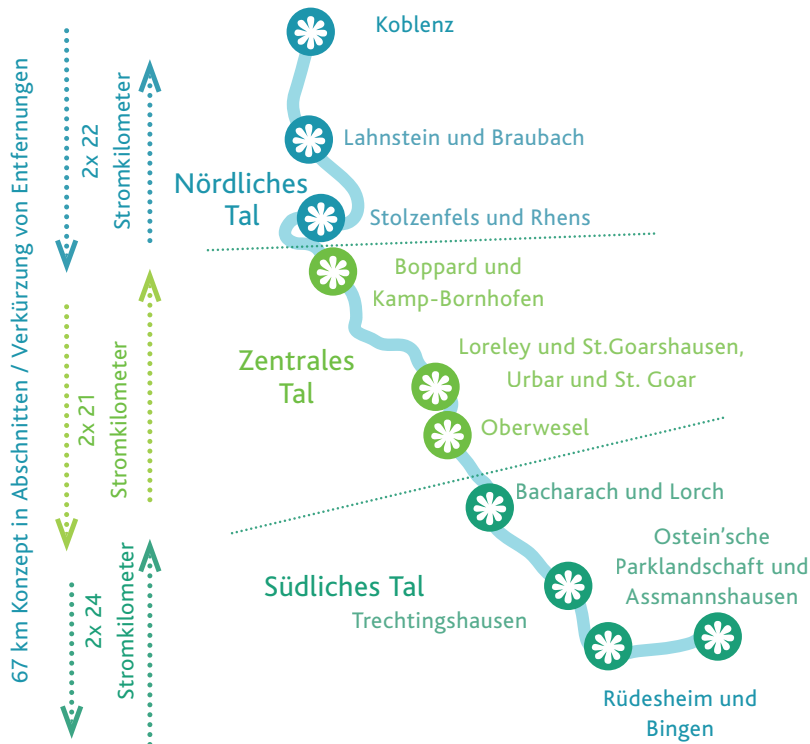 67 km Konzept in Abschnitten / Verkürzung von Entfernungen
2x 22
Stromkilometer
2x 21
Stromkilometer
2x 24
Stromkilometer
Koblenz
Lahnstein und Braubach
Nördliches
Tal
Stolzenfels und Rhens
Boppard und
Kamp-Bornhofen
Zentrales
Tal
Loreley und St.Goarshausen,
Urbar und St. Goar
Oberwesel
Bacharach und Lorch
Südliches Tal
Trechtingshausen
Ostein’sche
Parklandschaft und
Assmannshausen
Rüdesheim und
Bingen